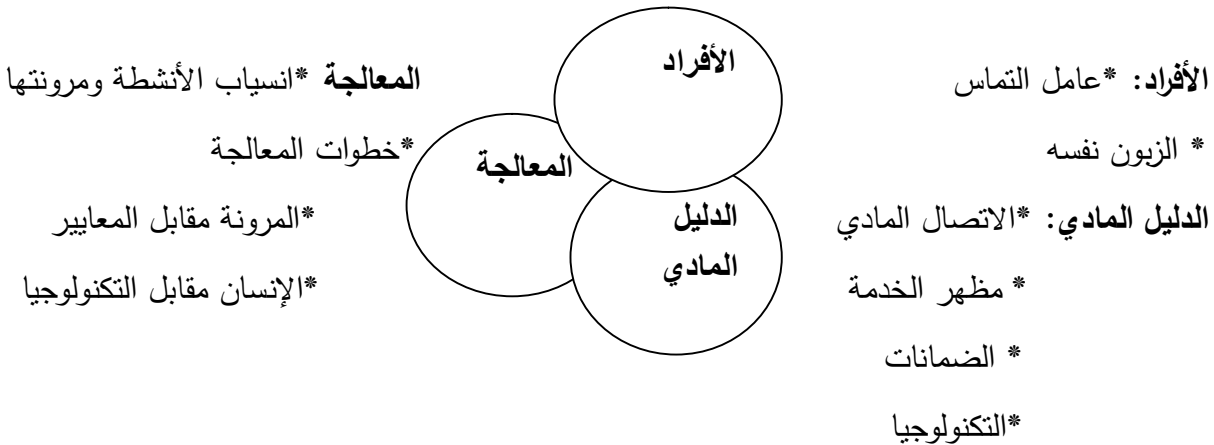 الأفراد: *عامل التماس
* الزبون نفسه
الدليل المادي: *الاتصال المادي
* مظهر الخدمة
* الضمانات
*التكنولوجيا
الأفراد
المعالجة
الدليل
المادي
المعالجة *انسياب الأنشطة ومرونتها
*خطوات المعالجة
*المرونة مقابل المعايير
*الإنسان مقابل التكنولوجيا